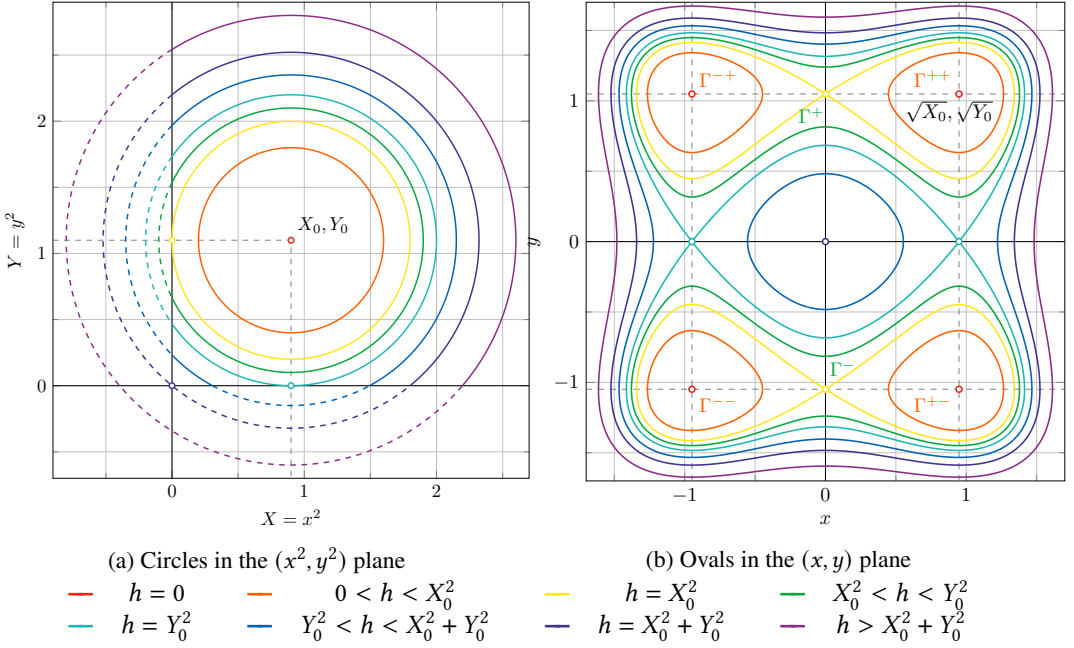 2
1
0
0
1
2
Y = y²
X = x²
X₀, Y₀
1
0
−1
−1
0
1
y
x
Γ⁻⁺
Γ⁺⁺
√X₀, √Y₀
Γ⁺
Γ⁻
Γ⁻⁻
Γ⁺⁻
(a) Circles in the (x², y²) plane
(b) Ovals in the (x, y) plane
h = 0
0 < h < X₀²
h = X₀²
X₀² < h < Y₀²
h = Y₀²
Y₀² < h < X₀² + Y₀²
h = X₀² + Y₀²
h > X₀² + Y₀²